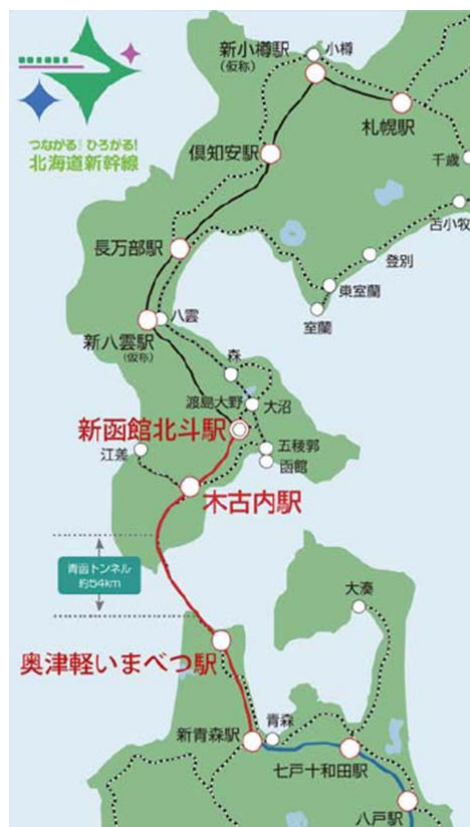 新小樽駅
(仮称)
小樽
札幌駅
つながる！ひろがる！
北海道新幹線
倶知安駅
千歳
苫小牧
長万部駅
登別
東室蘭
室蘭
八雲
新八雲駅
(仮称)
森
渡島大野
大沼
新函館北斗駅
江差
五稜郭
函館
木古内駅
青函トンネル
約54km
大湊
奥津軽いまべつ駅
新青森駅
青森
七戸十和田駅
八戸駅